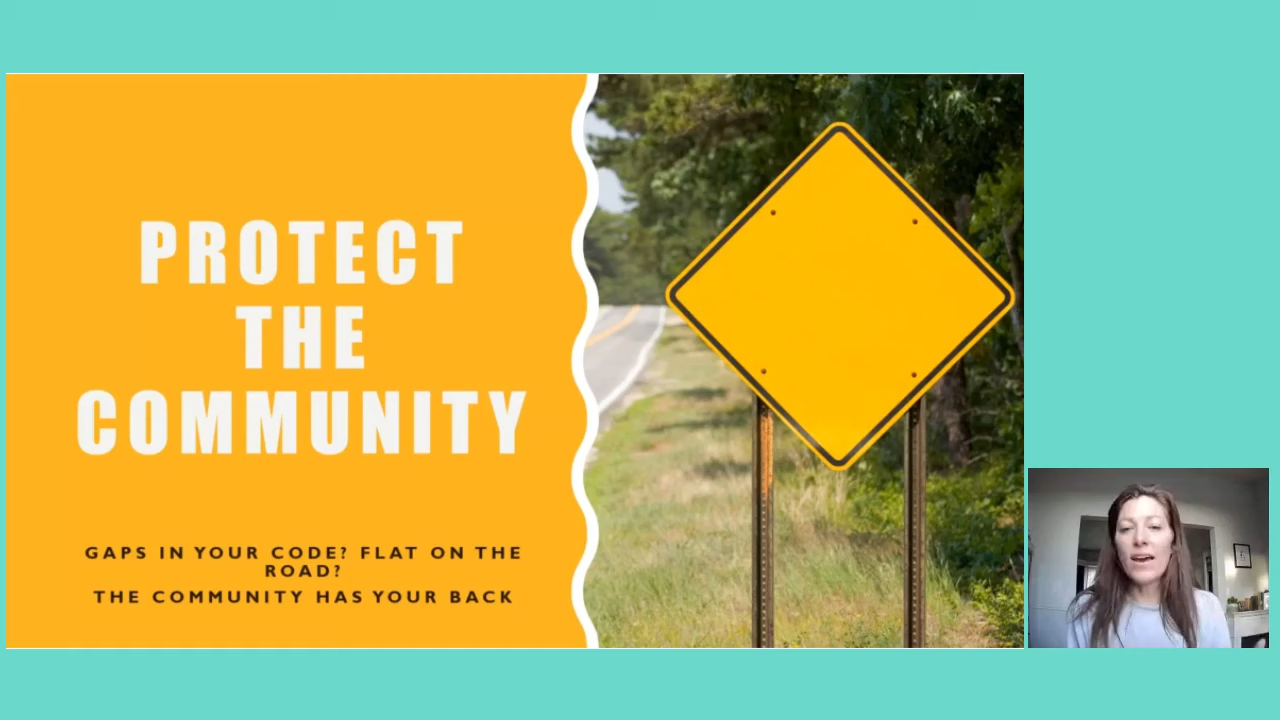 PROTECT
THE
COMMUNITY
GAPS IN YOUR CODE? FLAT ON THE
ROAD?
THE COMMUNITY HAS YOUR BACK